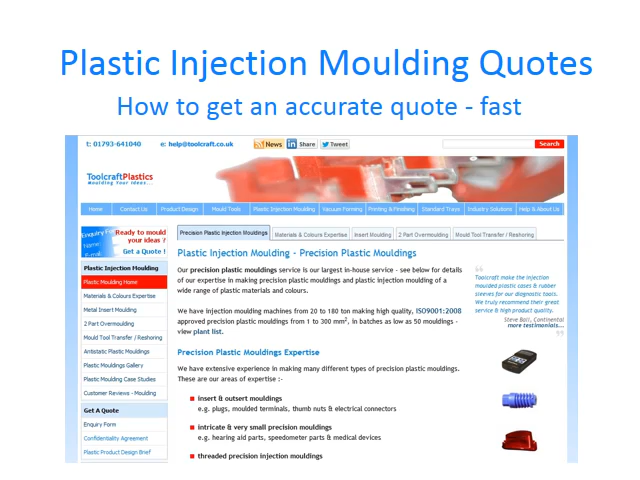 Plastic Injection Moulding Quotes
How to get an accurate quote - fast
t: 01793-641040 e: help@toolcraft.co.uk News Share Tweet Search
ToolcraftPlastics
Moulding Your Ideas...
Home Contact Us Product Design Mould Tools Plastic Injection Moulding Vacuum Forming Printing & Finishing Standard Trays Industry Solutions Help & About Us
Enquiry
Name:
E-mail
Ready to mould
your ideas ?
Get a Quote !
Plastic Injection Moulding
Plastic Moulding Home
Materials & Colours Expertise
Metal Insert Moulding
2 Part Overmoulding
Mould Tool Transfer / Reshoring
Antistatic Plastic Mouldings
Plastic Mouldings Gallery
Plastic Moulding Case Studies
Customer Reviews - Moulding
Get A Quote
Enquiry Form
Confidentiality Agreement
Plastic Product Design Brief
Precision Plastic Injection Mouldings Materials & Colours Expertise Insert Moulding 2 Part Overmoulding Mould Tool Transfer / Reshoring
Plastic Injection Moulding - Precision Plastic Mouldings
Our precision plastic mouldings service is our largest in-house service - see below for details
of our expertise in making precision plastic mouldings and plastic injection moulding of a
wide range of plastic materials and colours.
We have injection moulding machines from 20 to 180 ton making high quality, ISO9001:2008
approved precision plastic mouldings from 1 to 300 mm², in batches as low as 50 mouldings -
view plant list.
Precision Plastic Mouldings Expertise
We have extensive experience in making many different types of precision plastic mouldings.
These are our areas of expertise :-
insert & outsert mouldings
e.g. plugs, moulded terminals, thumb nuts & electrical connectors
intricate & very small precision mouldings
e.g. hearing aid parts, speedometer parts & medical devices
threaded precision injection mouldings
“
Toolcraft make the injection
moulded plastic cases & rubber
sleeves for our diagnostic tools.
We truly recommend their great
service & high product quality.
Steve Ball, Continental
more testimonials...
”